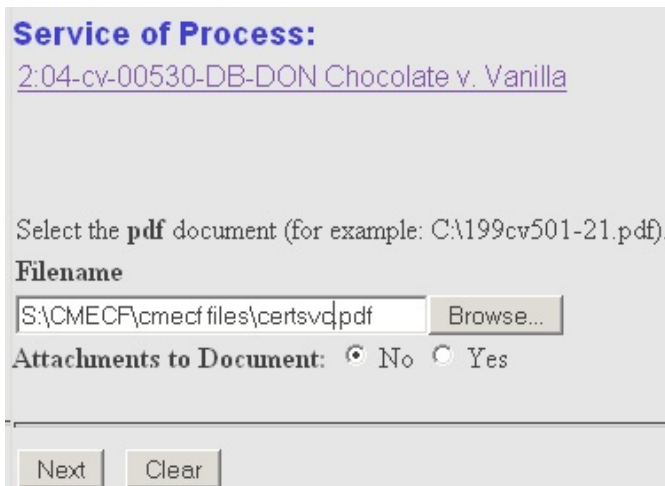 Service of Process:
2:04-cv-00530-DB-DON Chocolate v. Vanilla
Select the pdf document (for example: C:\199cv501-21.pdf).
Filename
S:\CMECF\cmecf files\certsvc.pdf Browse...
Attachments to Document: No Yes
Next Clear